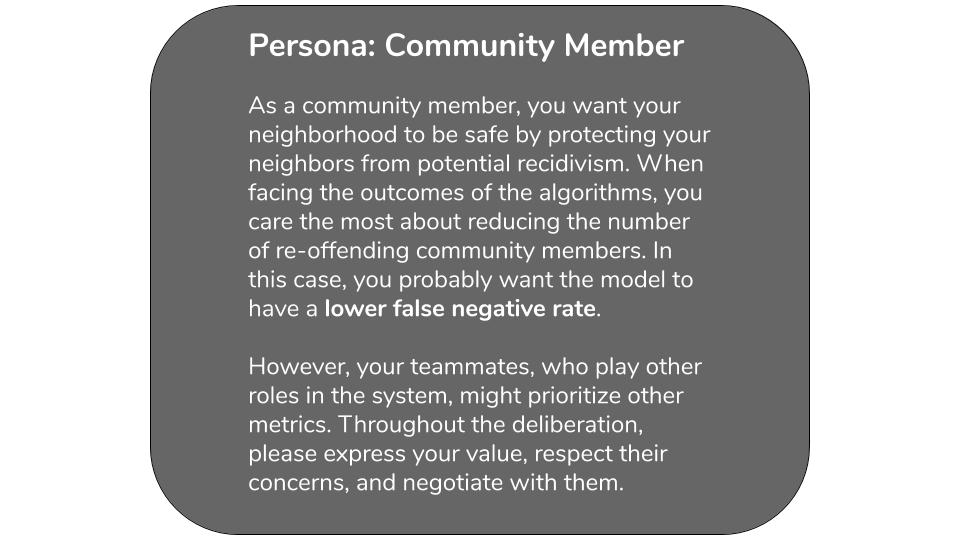 Persona: Community Member
As a community member, you want your
neighborhood to be safe by protecting your
neighbors from potential recidivism. When
facing the outcomes of the algorithms, you
care the most about reducing the number
of re-offending community members. In
this case, you probably want the model to
have a lower false negative rate.
However, your teammates, who play other
roles in the system, might prioritize other
metrics. Throughout the deliberation,
please express your value, respect their
concerns, and negotiate with them.